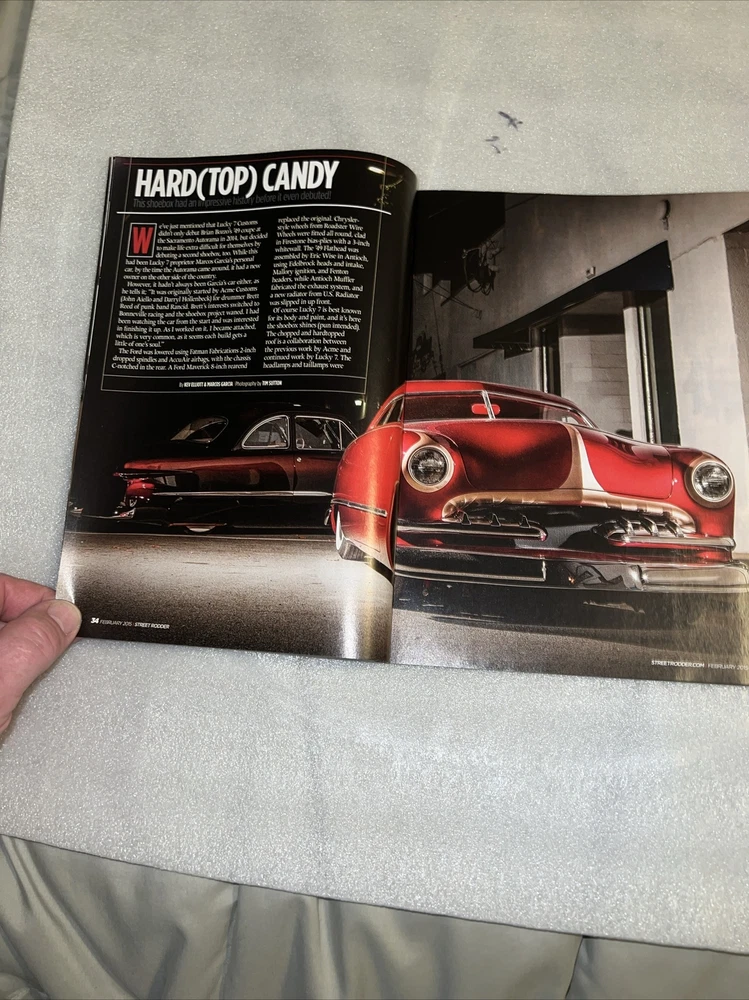 HARD(TOP) CANDY
This shoebox had an impressive history before it even debuted!
We've just mentioned that Lucky 7 Customs
didn't only debut Brian Bozzo's '49 coupe at
the Sacramento Autorama in 2014, but decided
to make life extra difficult for themselves by
debuting a second shoebox, too. While this
had been Lucky 7 proprietor Marcos Garcia's personal
car, by the time the Autorama came around, it had a new
owner on the other side of the country.
However, it hadn't always been Garcia's car either, as
he tells it: "It was originally started by Acme Customs
(John Aiello and Darryl Hollenbeck) for drummer Brett
Reed of punk band Rancid. Brett's interests switched to
Bonneville racing and the shoebox project waned. I had
been watching the car from the start and was interested
in finishing it up. As I worked on it, I became attached,
which is very common, as it seems each build gets a
little of one's soul."
The Ford was lowered using Fatman Fabrications 2-inch
dropped spindles and AccuAir airbags, with the chassis
C-notched in the rear. A Ford Maverick 8-inch rearend
replaced the original. Chrysler-
style wheels from Roadster Wire
Wheels were fitted all round, clad
in Firestone bias-plies with a 3-inch
whitewall. The '49 Flathead was
assembled by Eric Wise in Antioch,
using Edelbrock heads and intake,
Mallory ignition, and Fenton
headers, while Antioch Muffler
fabricated the exhaust system, and
a new radiator from U.S. Radiator
was slipped in up front.
Of course Lucky 7 is best known
for its body and paint, and it's here
the shoebox shines (pun intended).
The chopped and hardtopped
roof is a collaboration between
the previous work by Acme and
continued work by Lucky 7. The
headlamps and taillamps were
By KEV ELLIOTT & MARCOS GARCIA Photography by TIM SUTTON
34 FEBRUARY 2015 | STREET RODDER
STREETRODDER.COM FEBRUARY